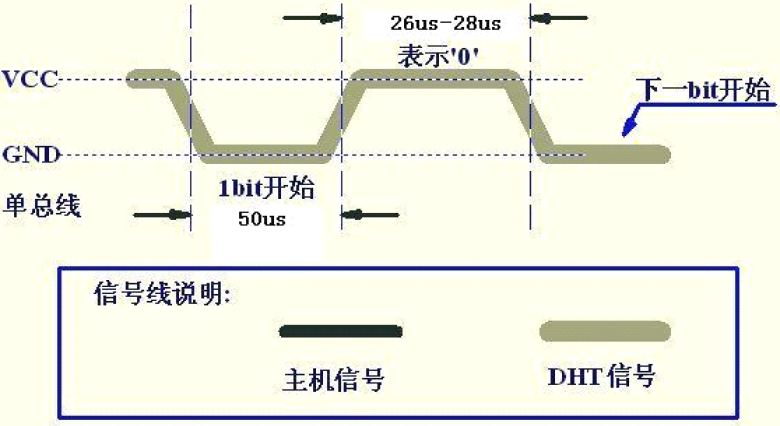 26us-28us
表示'0'
VCC
下一bit开始
GND
1bit开始
单总线
50us
信号线说明:
主机信号
DHT信号